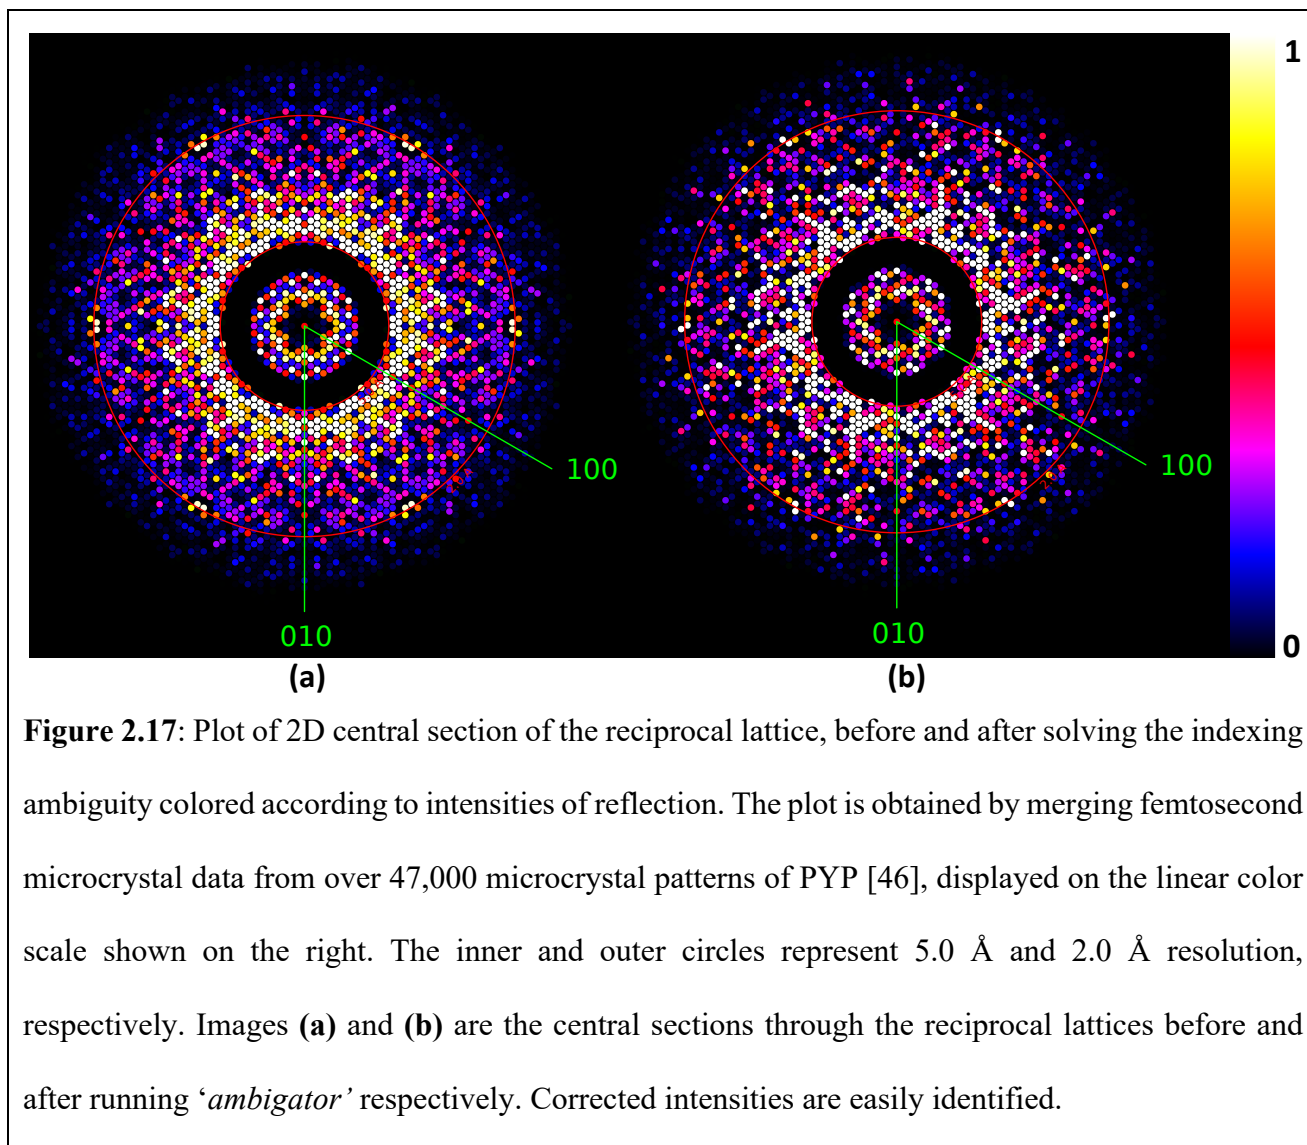 1
100
100
010
010
0
(a)
(b)
Figure 2.17: Plot of 2D central section of the reciprocal lattice, before and after solving the indexing
ambiguity colored according to intensities of reflection. The plot is obtained by merging femtosecond
microcrystal data from over 47,000 microcrystal patterns of PYP [46], displayed on the linear color
scale shown on the right. The inner and outer circles represent 5.0 Å and 2.0 Å resolution,
respectively. Images (a) and (b) are the central sections through the reciprocal lattices before and
after running ‘ambigator’ respectively. Corrected intensities are easily identified.